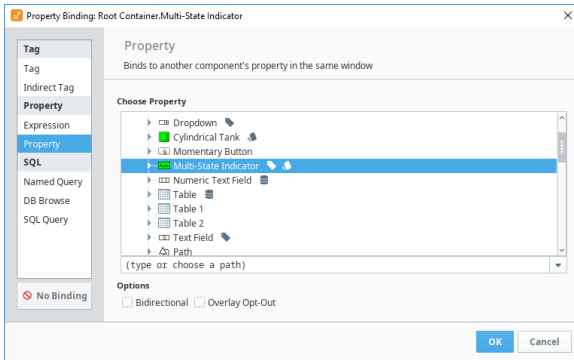 Property Binding: Root Container.Multi-State Indicator
Tag
Tag
Indirect Tag
Property
Expression
Property
SQL
Named Query
DB Browse
SQL Query
No Binding
Property
Binds to another component's property in the same window
Choose Property
Dropdown
Cylindrical Tank
Momentary Button
Multi-State Indicator
Numeric Text Field
Table
Table 1
Table 2
Text Field
Path
(type or choose a path)
Options
Bidirectional
Overlay Opt-Out
OK
Cancel